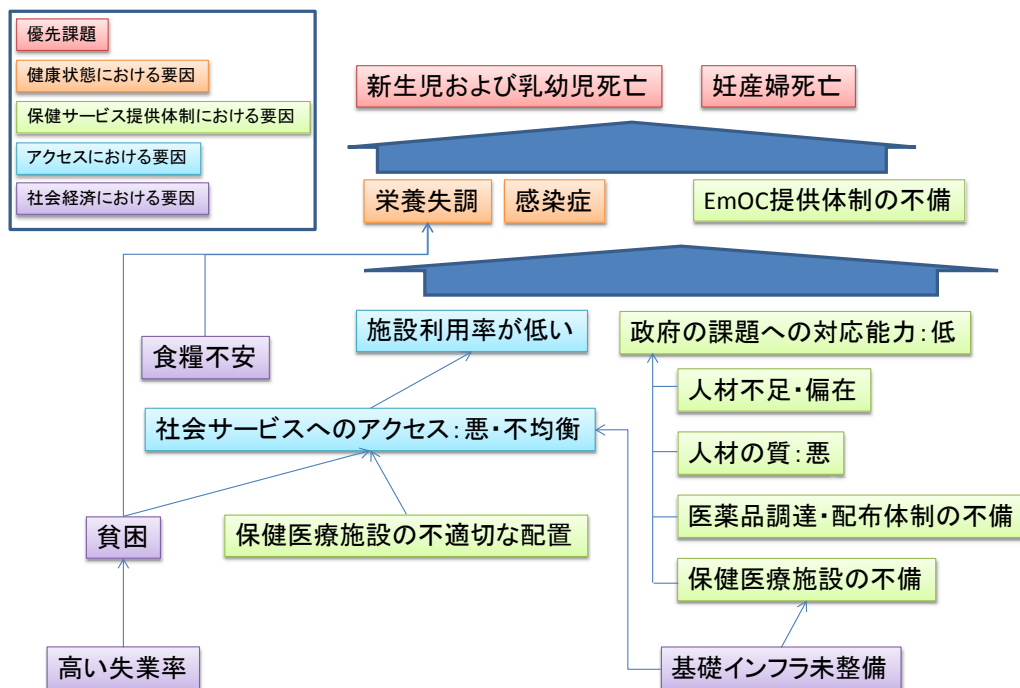 優先課題
健康状態における要因
保健サービス提供体制における要因
アクセスにおける要因
社会経済における要因
新生児および乳幼児死亡
妊産婦死亡
栄養失調
感染症
EmOC提供体制の不備
施設利用率が低い
政府の課題への対応能力:低
食糧不安
人材不足・偏在
社会サービスへのアクセス:悪・不均衡
人材の質:悪
貧困
保健医療施設の不適切な配置
医薬品調達・配布体制の不備
保健医療施設の不備
高い失業率
基礎インフラ未整備